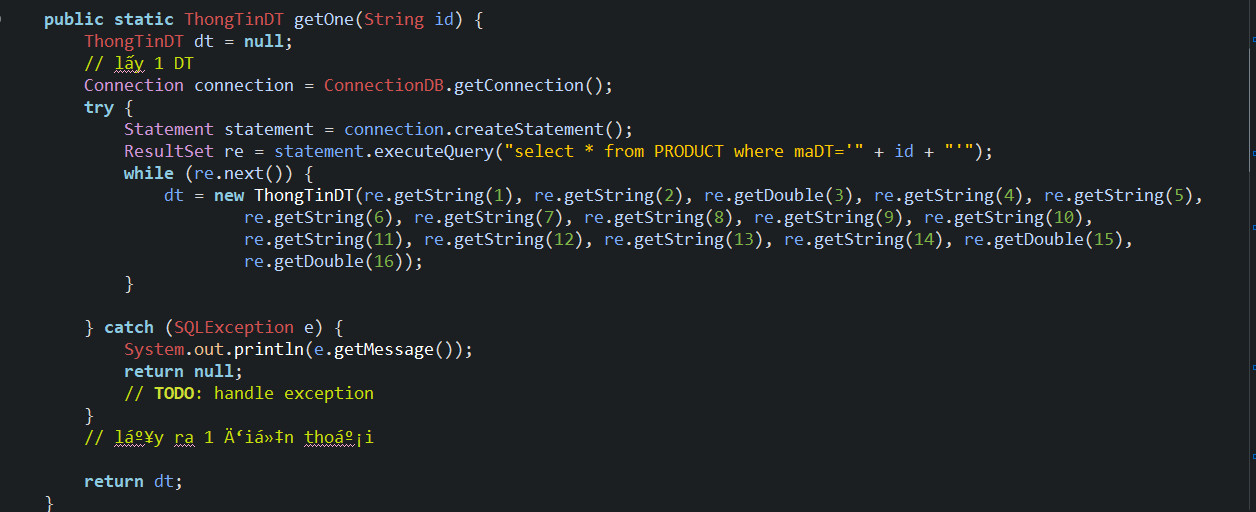 public static ThongTinDT getOne(String id) {
ThongTinDT dt = null;
// lấy 1 DT
Connection connection = ConnectionDB.getConnection();
try {
Statement statement = connection.createStatement();
ResultSet re = statement.executeQuery("select * from PRODUCT where maDT='" + id + "'");
while (re.next()) {
dt = new ThongTinDT(re.getString(1), re.getString(2), re.getDouble(3), re.getString(4), re.getString(5),
re.getString(6), re.getString(7), re.getString(8), re.getString(9), re.getString(10),
re.getString(11), re.getString(12), re.getString(13), re.getString(14), re.getDouble(15),
re.getDouble(16));
}
} catch (SQLException e) {
System.out.println(e.getMessage());
return null;
// TODO: handle exception
}
// láº¥y ra 1 Ä‘iá»‡n thoáº¡i
return dt;
}